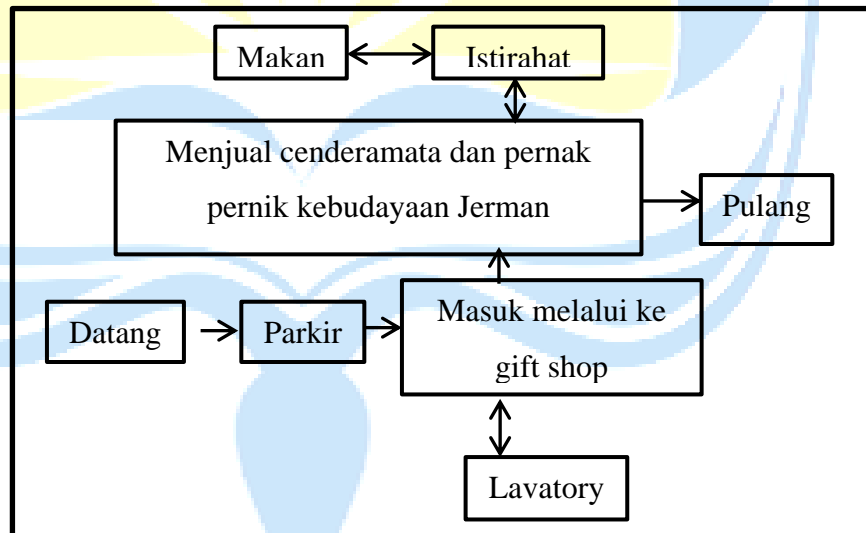 Makan
Istirahat
Menjual cenderamata dan pernak
pernik kebudayaan Jerman
Pulang
Datang
Parkir
Masuk melalui ke
gift shop
Lavatory